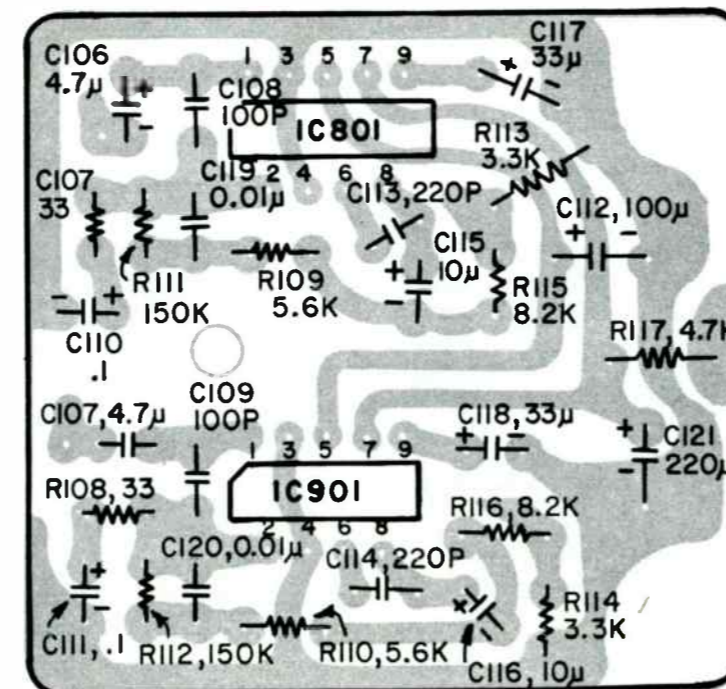 C106
4.7µ
+
-
1 3 5 7 9
C108
100P
IC801
+ -
C117
33µ
R113
3.3K
2 4 6 8
C107
33
C119
0.01µ
C113, 220P
C112, 100µ
+ -
R111
150K
R109
5.6K
C115
10µ
+
-
R115
8.2K
- +
C110
.1
R117, 4.7K
C109
100P
C107, 4.7µ
1 3 5 7 9
IC901
C118, 33µ
+ -
C121
220µ
+
-
R108, 33
2 4 6 8
R116, 8.2K
C120, 0.01µ
C114, 220P
+
-
C111, .1
R112, 150K
R110, 5.6K
+
-
C116, 10µ
R114
3.3K